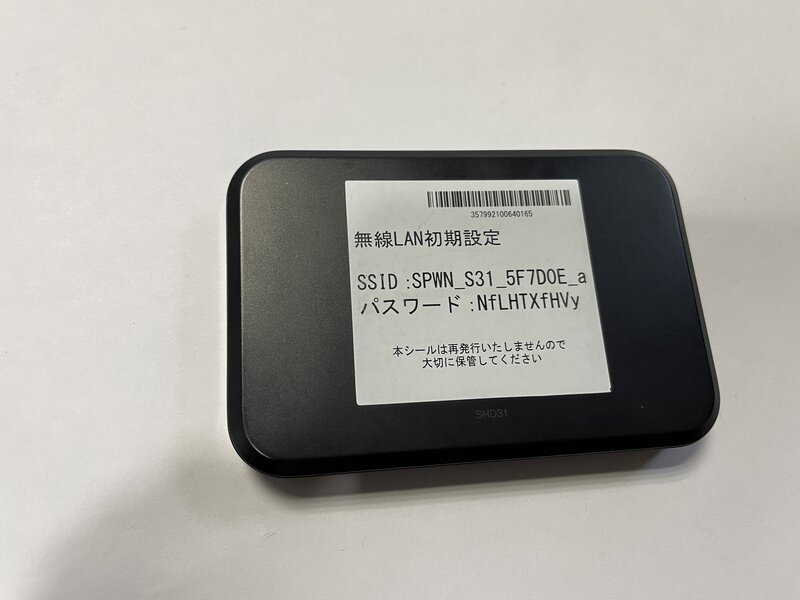 357992100640165
無線LAN初期設定
SSID :SPWN_S31_5F7D0E_a
パスワード :NfLHTXfHVy
本シールは再発行いたしませんので
大切に保管してください
SHD31